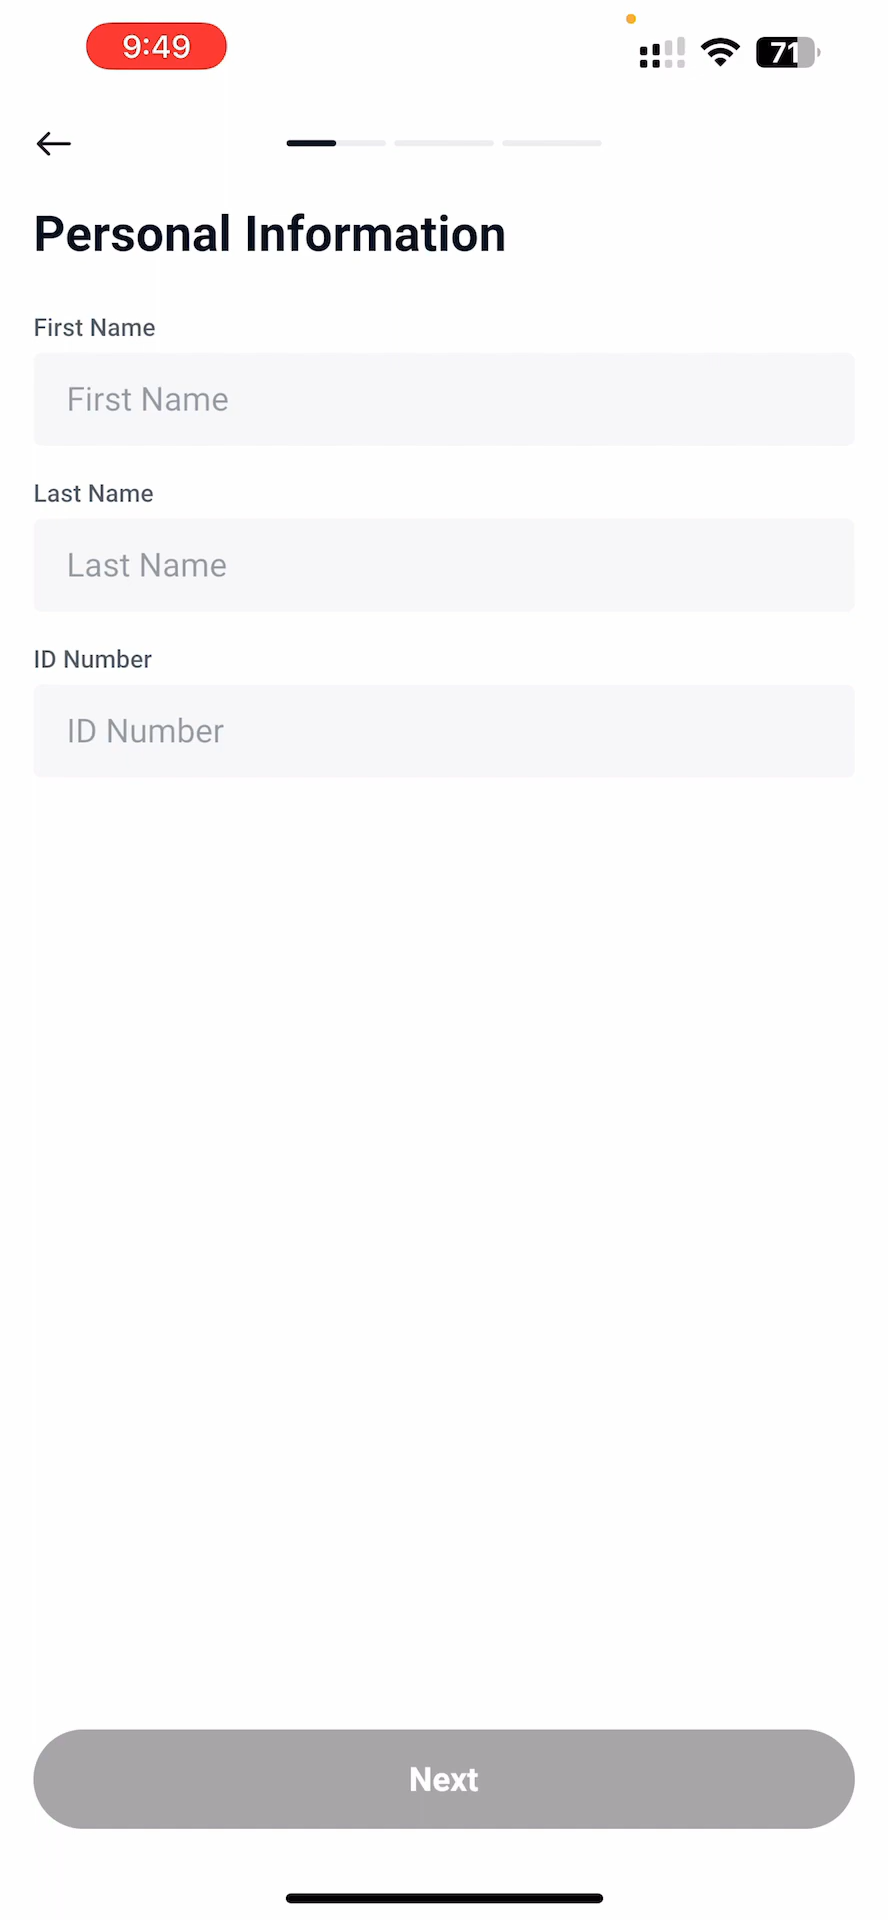 9:49
71
Personal Information
First Name
First Name
Last Name
Last Name
ID Number
ID Number
Next